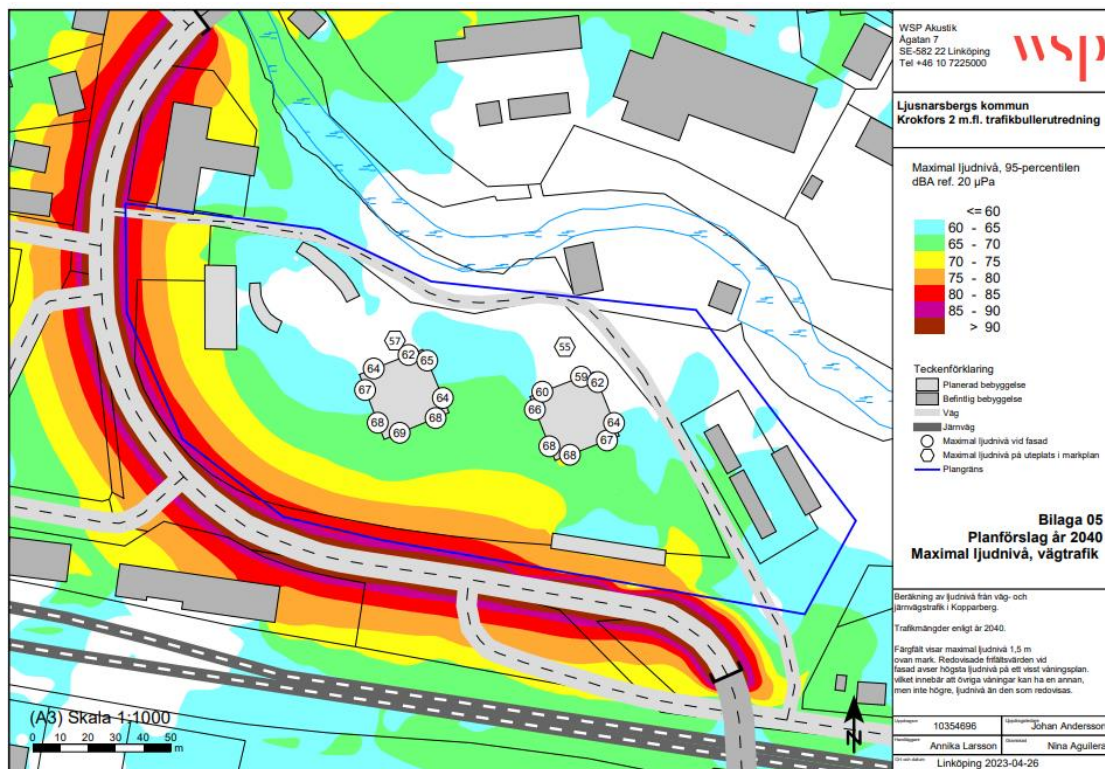 WSP Akustik
Ågatan 7
SE-582 22 Linköping
Tel +46 10 7225000
wsp
Ljusnarsbergs kommun
Krokfors 2 m.fl. trafikbullerutredning
Maximal ljudnivå, 95-percentilen
dBA ref. 20 µPa
<= 60
60 - 65
65 - 70
70 - 75
75 - 80
80 - 85
85 - 90
> 90
Teckenförklaring
Planerad bebyggelse
Befintlig bebyggelse
Väg
Järnväg
Maximal ljudnivå vid fasad
Maximal ljudnivå på uteplats i markplan
Plangräns
Bilaga 05
Planförslag år 2040
Maximal ljudnivå, vägtrafik
Beräkning av ljudnivå från väg- och
järnvägstrafik i Kopparberg.
Trafikmängder enligt år 2040.
Färgfält visar maximal ljudnivå 1,5 m
ovan mark. Redovisade frifältsvärden vid
fasad avser högsta ljudnivå på ett visst våningsplan.
vilket innebär att övriga våningar kan ha en annan,
men inte högre, ljudnivå än den som redovisas.
10354696
Johan Andersson
Annika Larsson
Nina Aguilera
Linköping 2023-04-26
57
62
65
64
67
64
68
68
69
55
59
62
60
66
64
67
68
68
N
(A3) Skala 1:1000
0 10 20 30 40 50
m